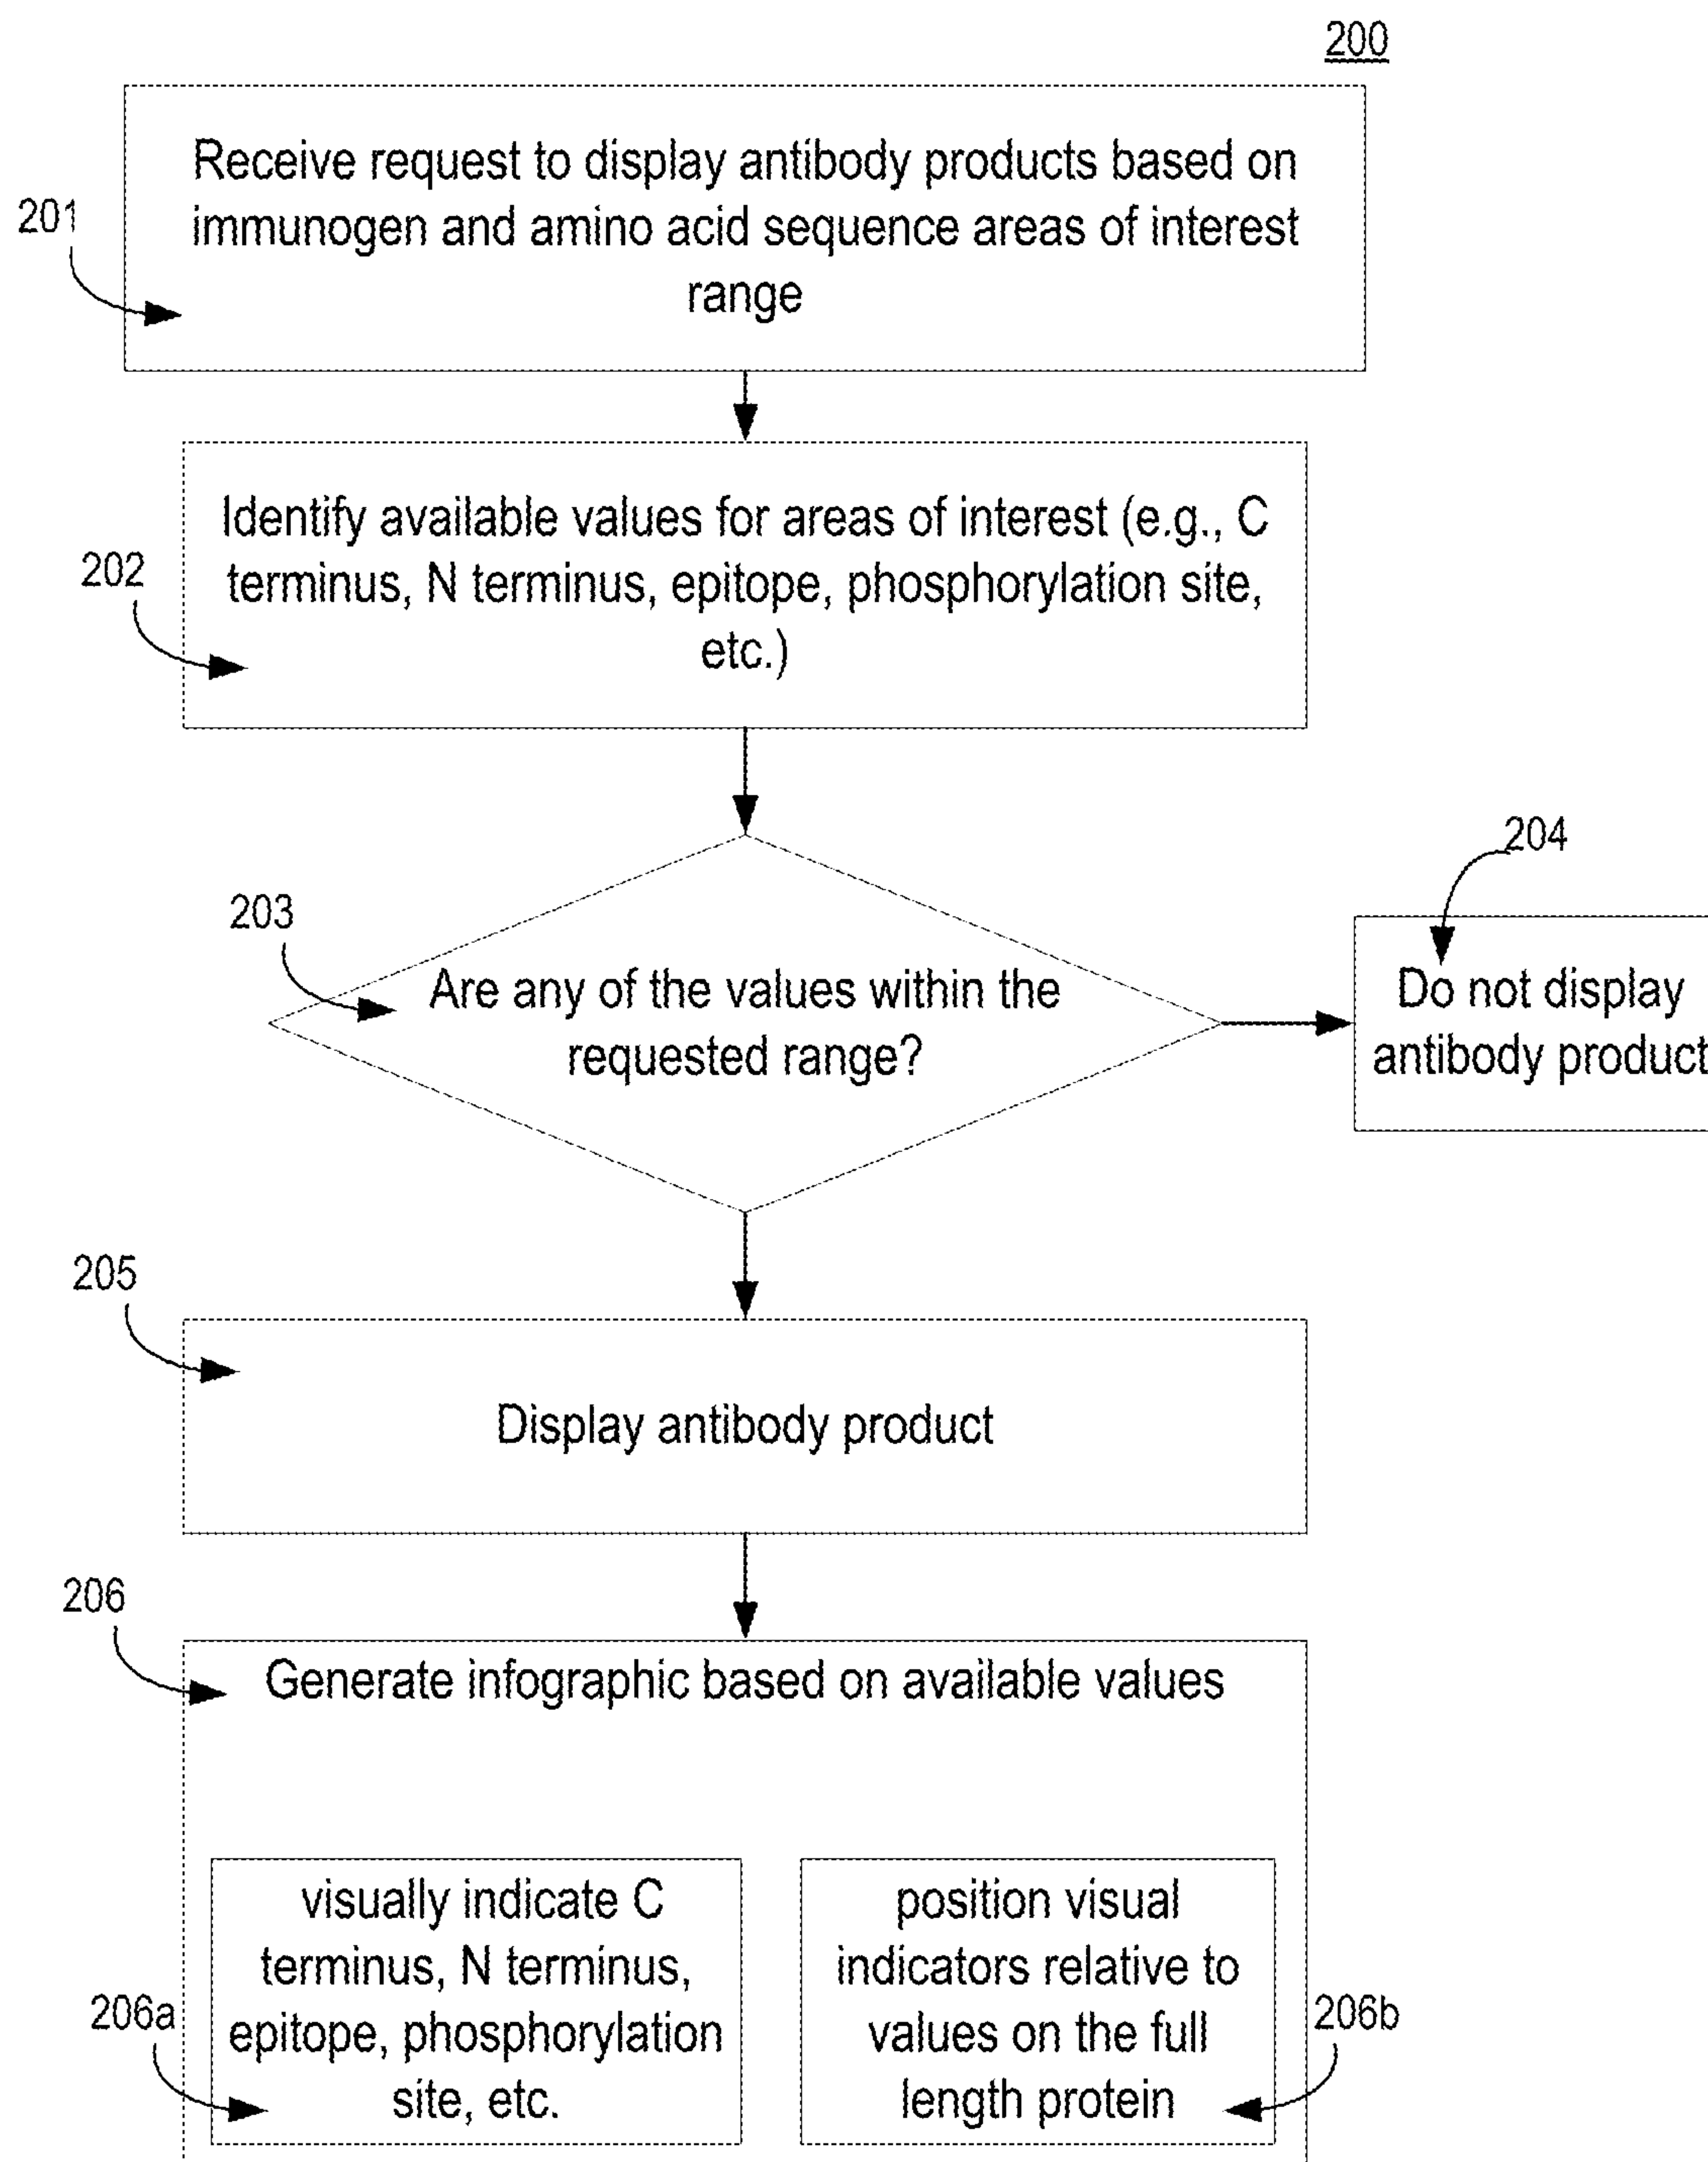 200
201
Receive request to display antibody products based on
immunogen and amino acid sequence areas of interest
range
202
Identify available values for areas of interest (e.g., C
terminus, N terminus, epitope, phosphorylation site,
etc.)
203
Are any of the values within the
requested range?
204
Do not display
antibody product
205
Display antibody product
206
Generate infographic based on available values
206a
visually indicate C
terminus, N terminus,
epitope, phosphorylation
site, etc.
position visual
indicators relative to
values on the full
length protein
206b